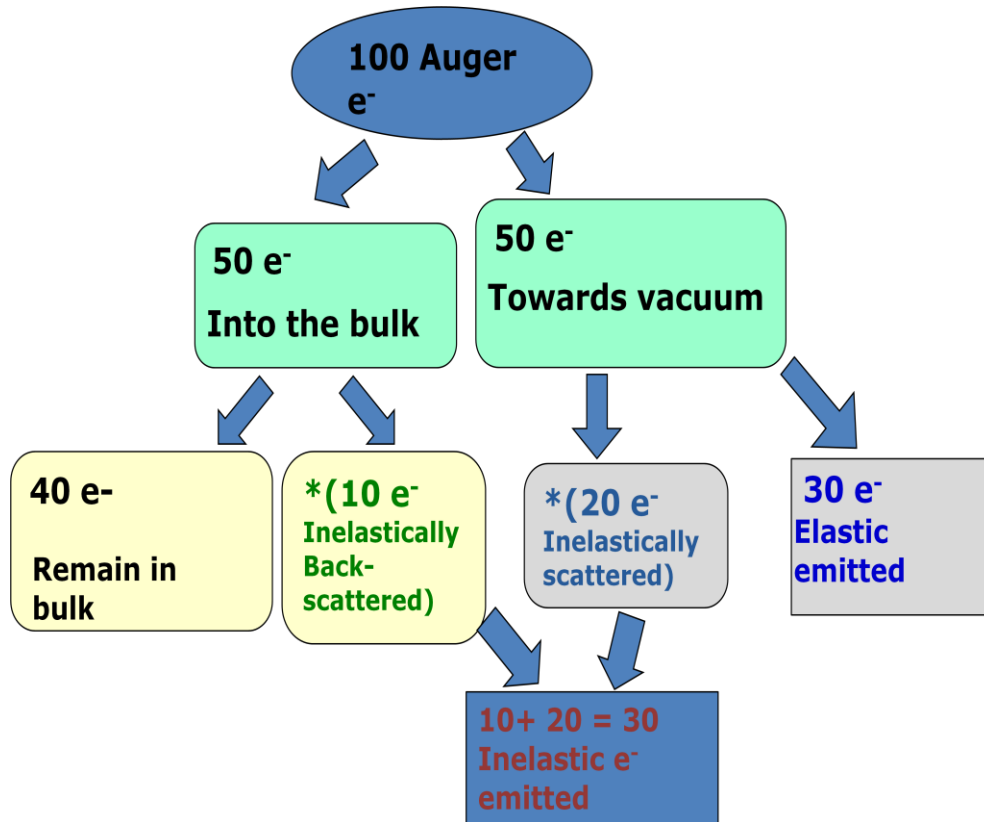 100 Auger
e⁻
50 e⁻
Into the bulk
50 e⁻
Towards vacuum
40 e-
Remain in
bulk
*(10 e⁻
Inelastically
Back-
scattered)
*(20 e⁻
Inelastically
scattered)
30 e⁻
Elastic
emitted
10+ 20 = 30
Inelastic e⁻
emitted